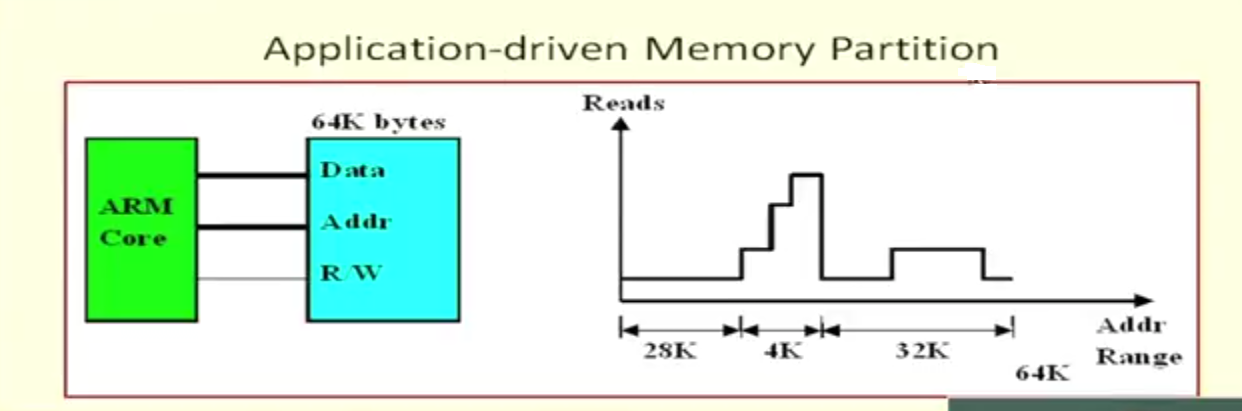 Application-driven Memory Partition
64K bytes
Data
Addr
R/W
ARM
Core
Reads
28K
4K
32K
64K
Addr
Range